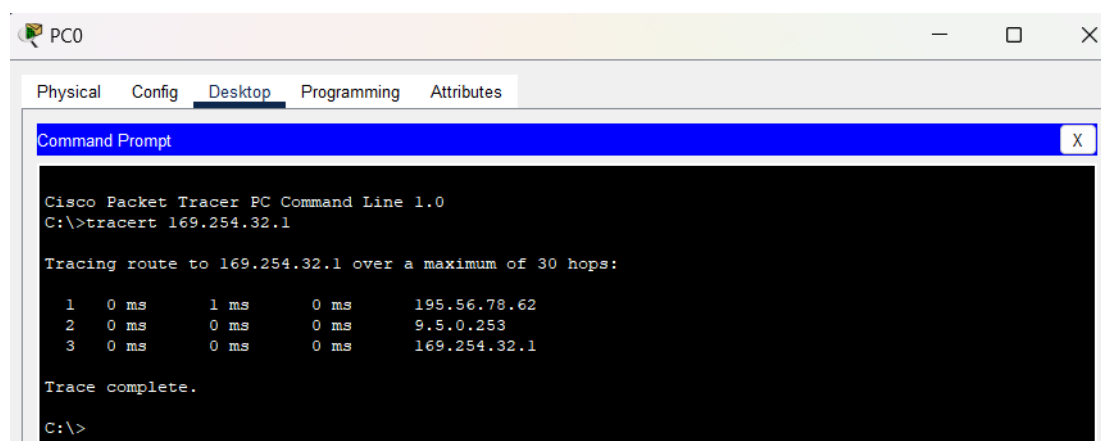 PC0
Physical Config Desktop Programming Attributes
Command Prompt X
Cisco Packet Tracer PC Command Line 1.0
C:\>tracert 169.254.32.1
Tracing route to 169.254.32.1 over a maximum of 30 hops:
1 0 ms 1 ms 0 ms 195.56.78.62
2 0 ms 0 ms 0 ms 9.5.0.253
3 0 ms 0 ms 0 ms 169.254.32.1
Trace complete.
C:\>